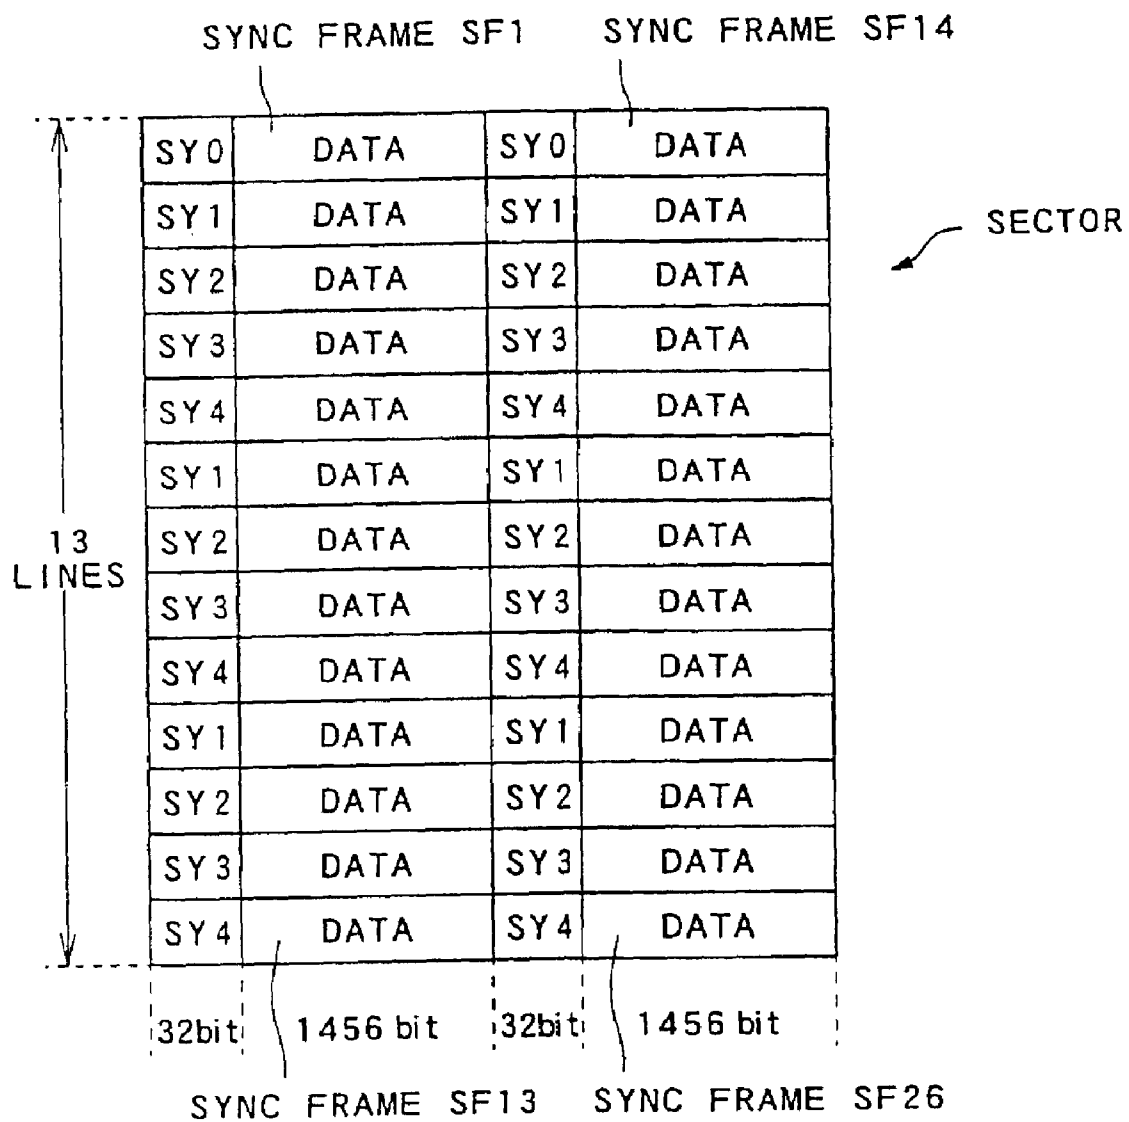 SYNC FRAME SF1 SYNC FRAME SF14
SY0 DATA SY0 DATA
SY1 DATA SY1 DATA
SECTOR
SY2 DATA SY2 DATA
SY3 DATA SY3 DATA
SY4 DATA SY4 DATA
SY1 DATA SY1 DATA
13
LINES
SY2 DATA SY2 DATA
SY3 DATA SY3 DATA
SY4 DATA SY4 DATA
SY1 DATA SY1 DATA
SY2 DATA SY2 DATA
SY3 DATA SY3 DATA
SY4 DATA SY4 DATA
32bit 1456 bit 32bit 1456 bit
SYNC FRAME SF13 SYNC FRAME SF26